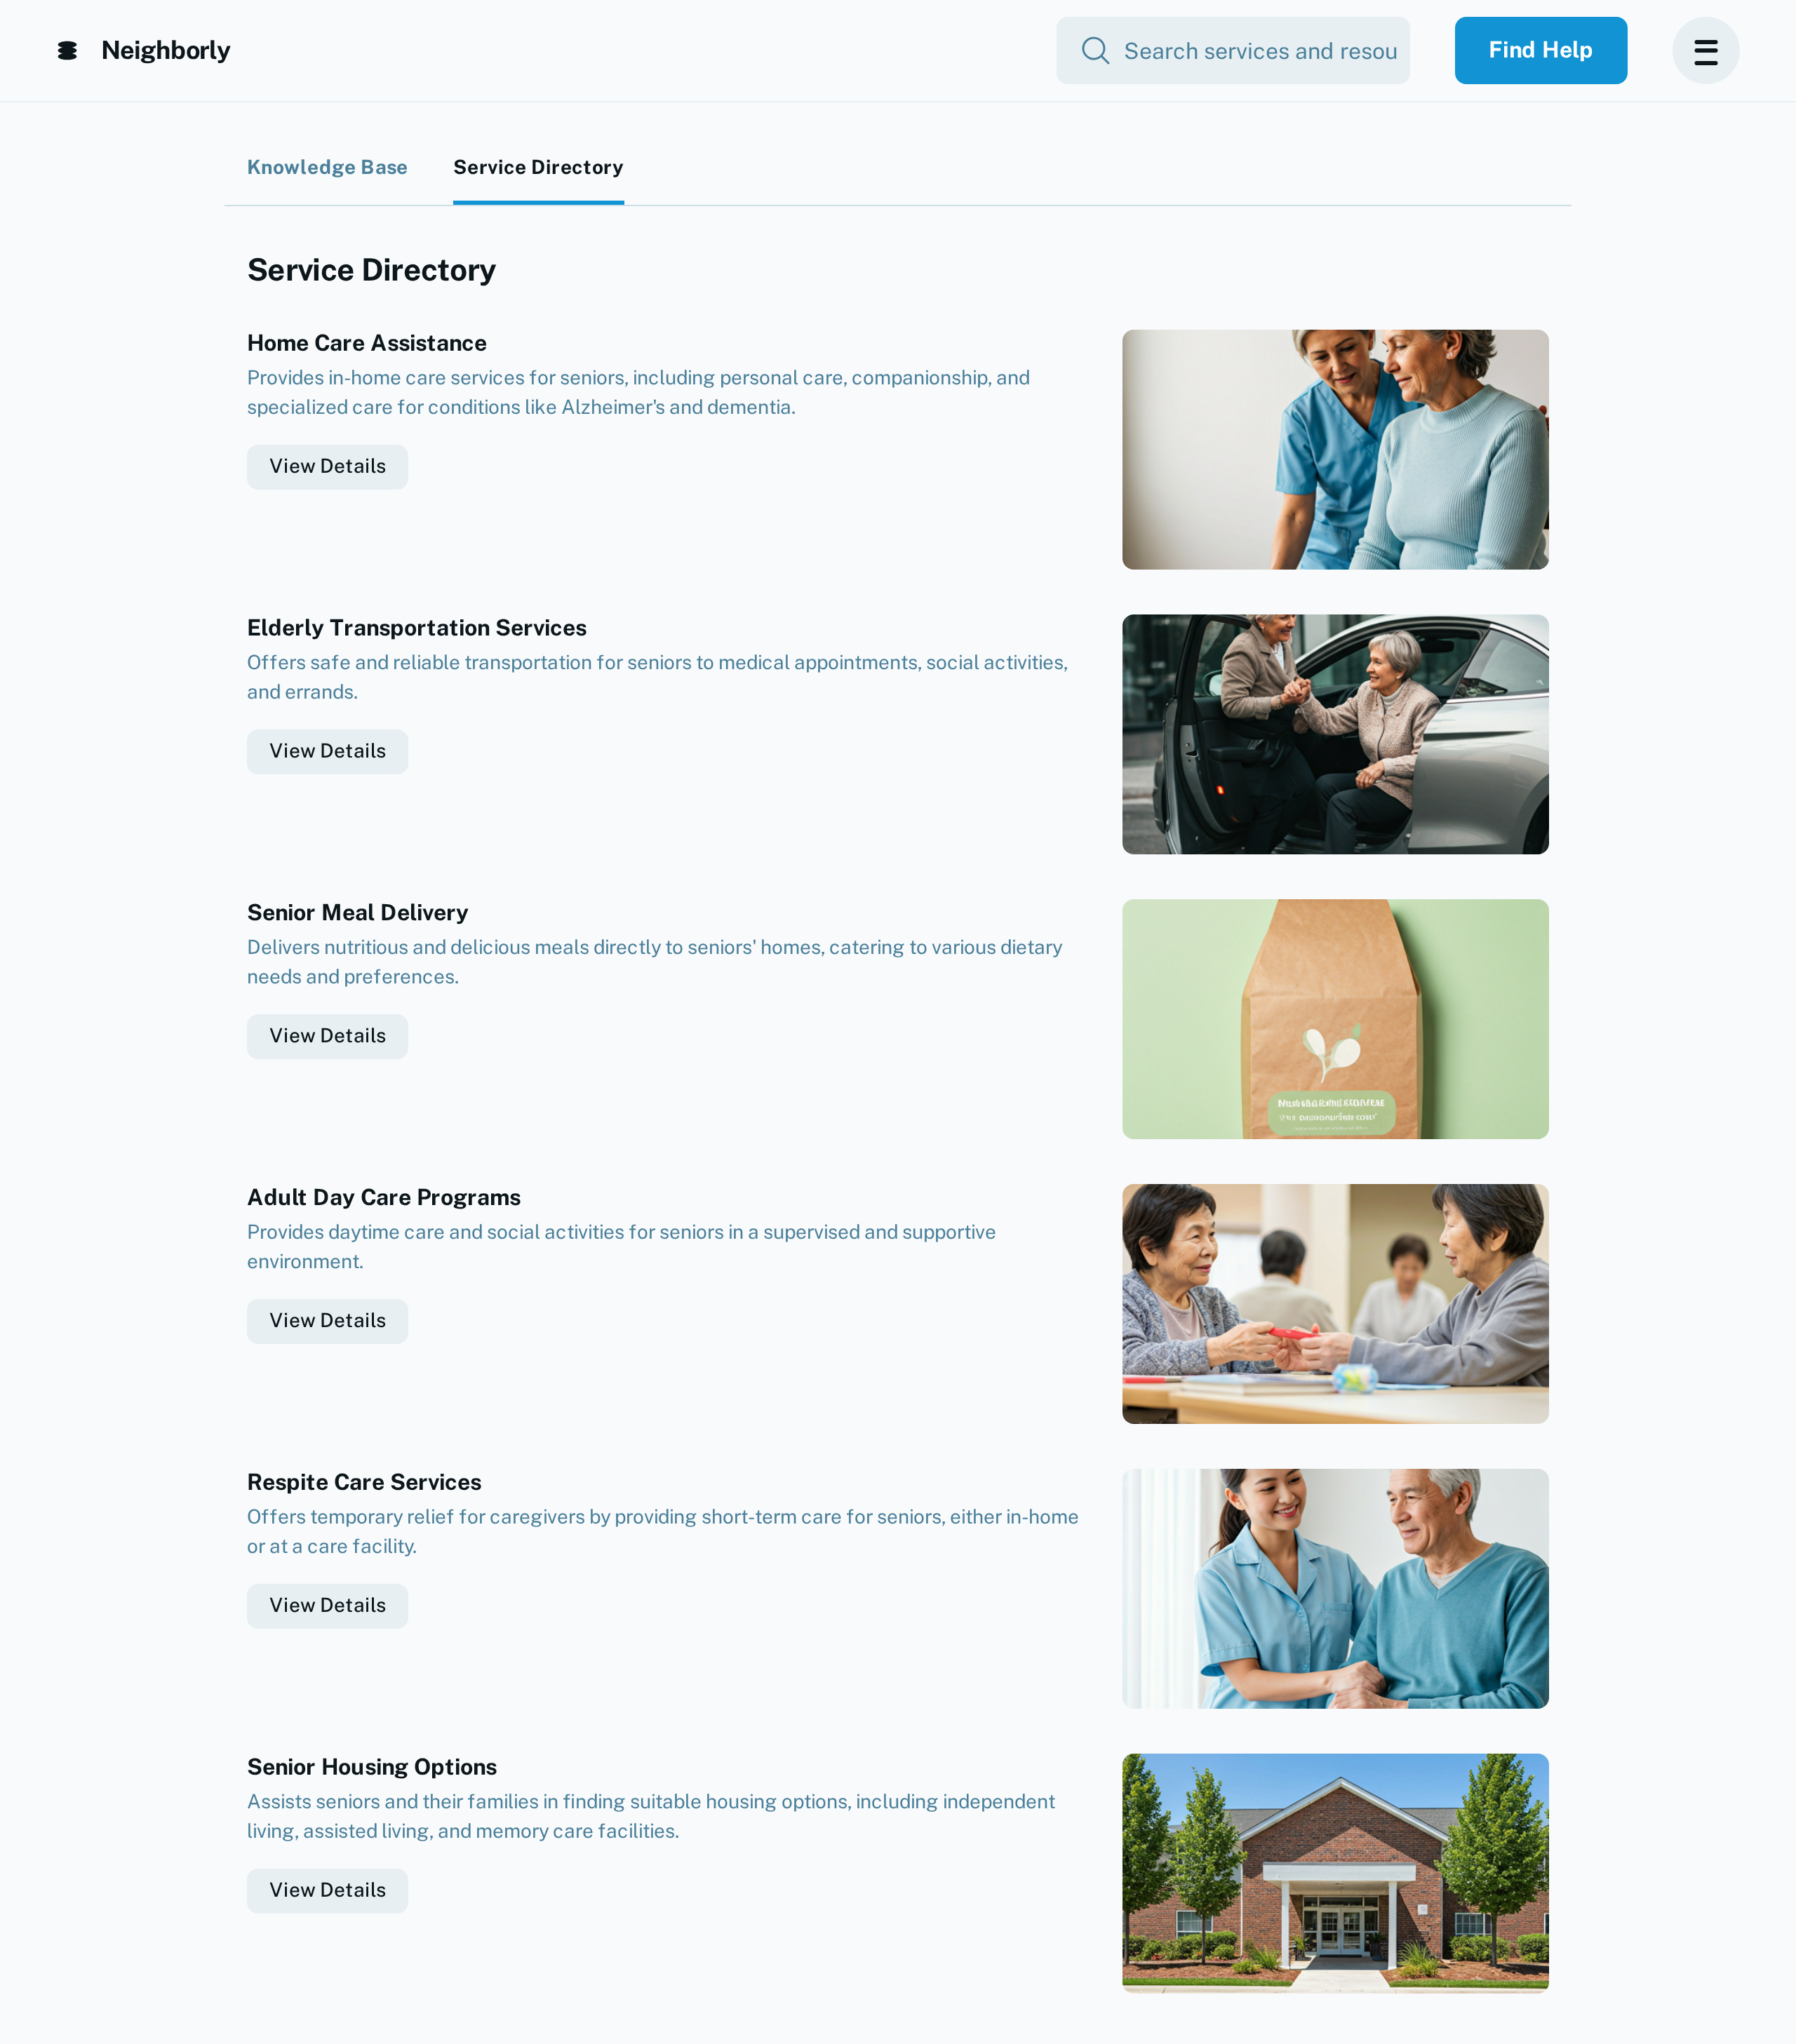 Neighborly
Search services and resou
Find Help
Knowledge Base
Service Directory
Service Directory
Home Care Assistance
Provides in-home care services for seniors, including personal care, companionship, and
specialized care for conditions like Alzheimer's and dementia.
View Details
Elderly Transportation Services
Offers safe and reliable transportation for seniors to medical appointments, social activities,
and errands.
View Details
Senior Meal Delivery
Delivers nutritious and delicious meals directly to seniors' homes, catering to various dietary
needs and preferences.
View Details
Adult Day Care Programs
Provides daytime care and social activities for seniors in a supervised and supportive
environment.
View Details
Respite Care Services
Offers temporary relief for caregivers by providing short-term care for seniors, either in-home
or at a care facility.
View Details
Senior Housing Options
Assists seniors and their families in finding suitable housing options, including independent
living, assisted living, and memory care facilities.
View Details